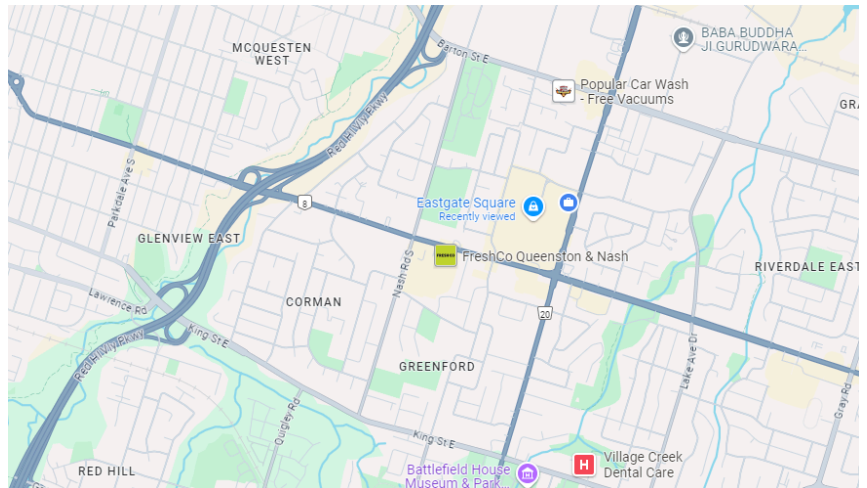 BABA BUDDHA
JI GURUDWARA...
MCQUESTEN
WEST
Barton St E
Popular Car Wash
- Free Vacuums
GRA
Red Hill Vly Pkwy
Parkdale Ave S
8
Eastgate Square
Recently viewed
GLENVIEW EAST
FRESHCO
FreshCo Queenston & Nash
Nash Rd S
RIVERDALE EAST
Lawrence Rd
CORMAN
20
King St E
Red Hill Vly Pkwy
GREENFORD
Lake Ave Dr
Gray Rd
Quigley Rd
King St E
RED HILL
Battlefield House
Museum & Park...
H
Village Creek
Dental Care